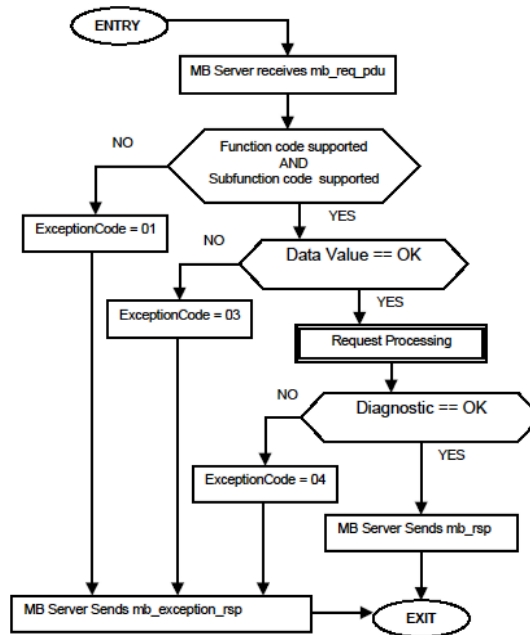 ENTRY
MB Server receives mb_req_pdu
NO
Function code supported
AND
Subfunction code supported
YES
ExceptionCode = 01
NO
Data Value == OK
YES
ExceptionCode = 03
Request Processing
NO
Diagnostic == OK
YES
ExceptionCode = 04
MB Server Sends mb_rsp
MB Server Sends mb_exception_rsp
EXIT